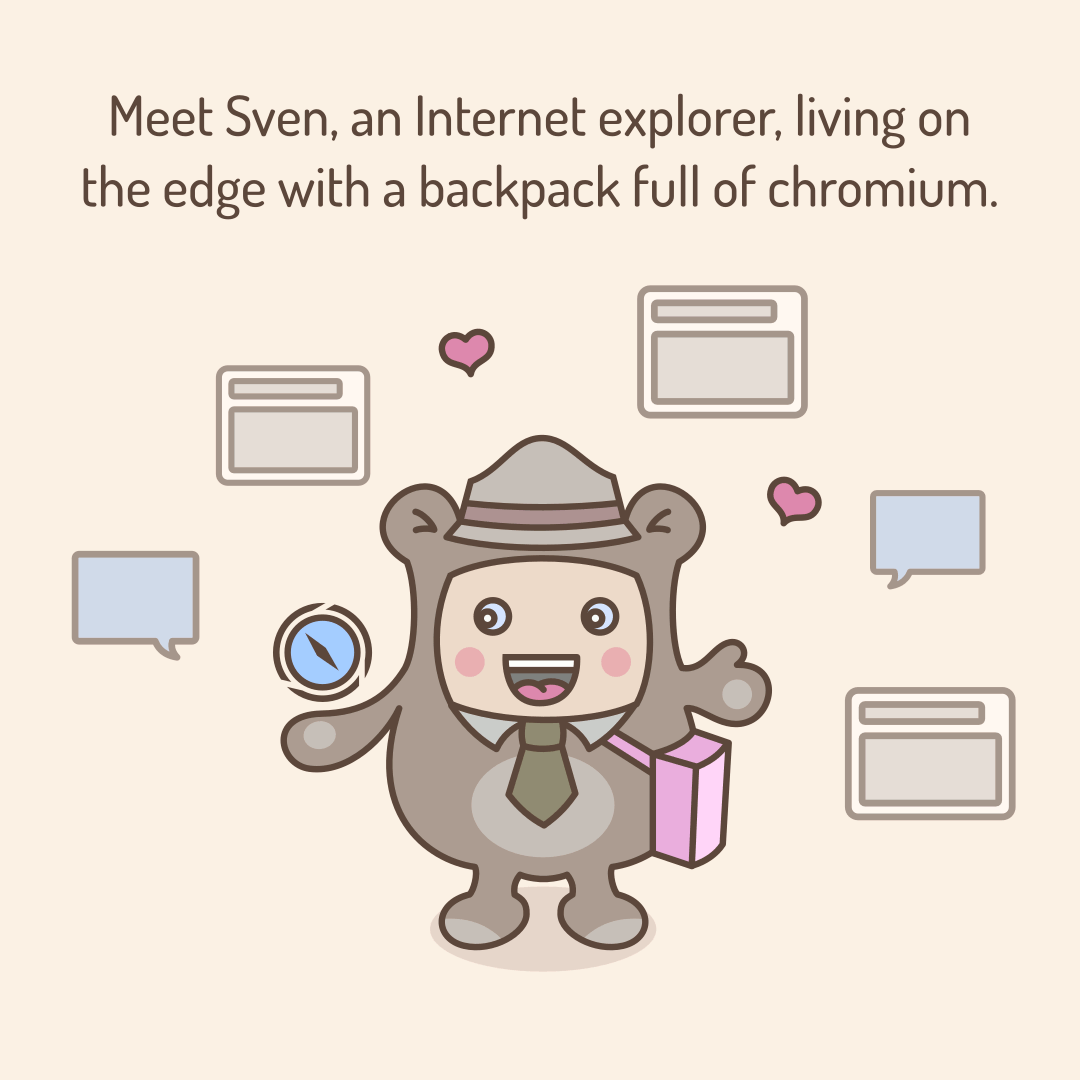 Meet Sven, an Internet explorer, living on
the edge with a backpack full of chromium.